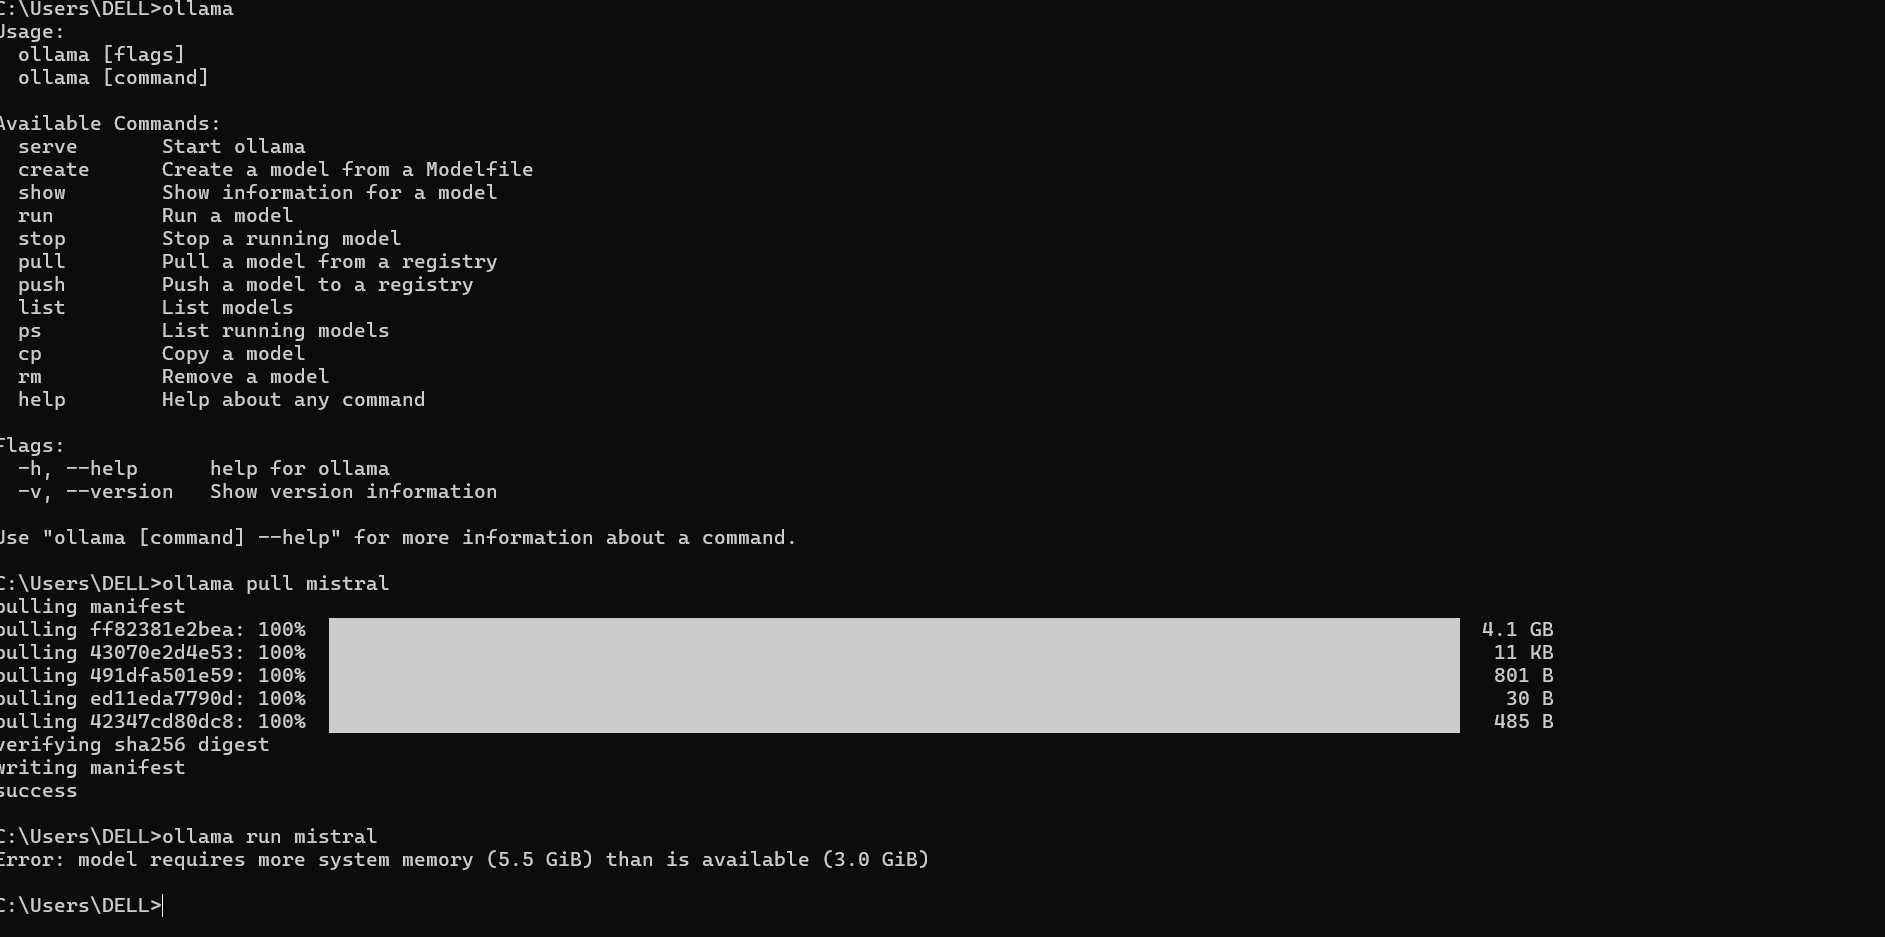 C:\Users\DELL>ollama
Usage:
  ollama [flags]
  ollama [command]

Available Commands:
  serve       Start ollama
  create      Create a model from a Modelfile
  show        Show information for a model
  run         Run a model
  stop        Stop a running model
  pull        Pull a model from a registry
  push        Push a model to a registry
  list        List models
  ps          List running models
  cp          Copy a model
  rm          Remove a model
  help        Help about any command

Flags:
  -h, --help      help for ollama
  -v, --version   Show version information

Use "ollama [command] --help" for more information about a command.

C:\Users\DELL>ollama pull mistral
pulling manifest
pulling ff82381e2bea: 100% 4.1 GB
pulling 43070e2d4e53: 100% 11 KB
pulling 491dfa501e59: 100% 801 B
pulling ed11eda7790d: 100% 30 B
pulling 42347cd80dc8: 100% 485 B
verifying sha256 digest
writing manifest
success

C:\Users\DELL>ollama run mistral
Error: model requires more system memory (5.5 GiB) than is available (3.0 GiB)

C:\Users\DELL>